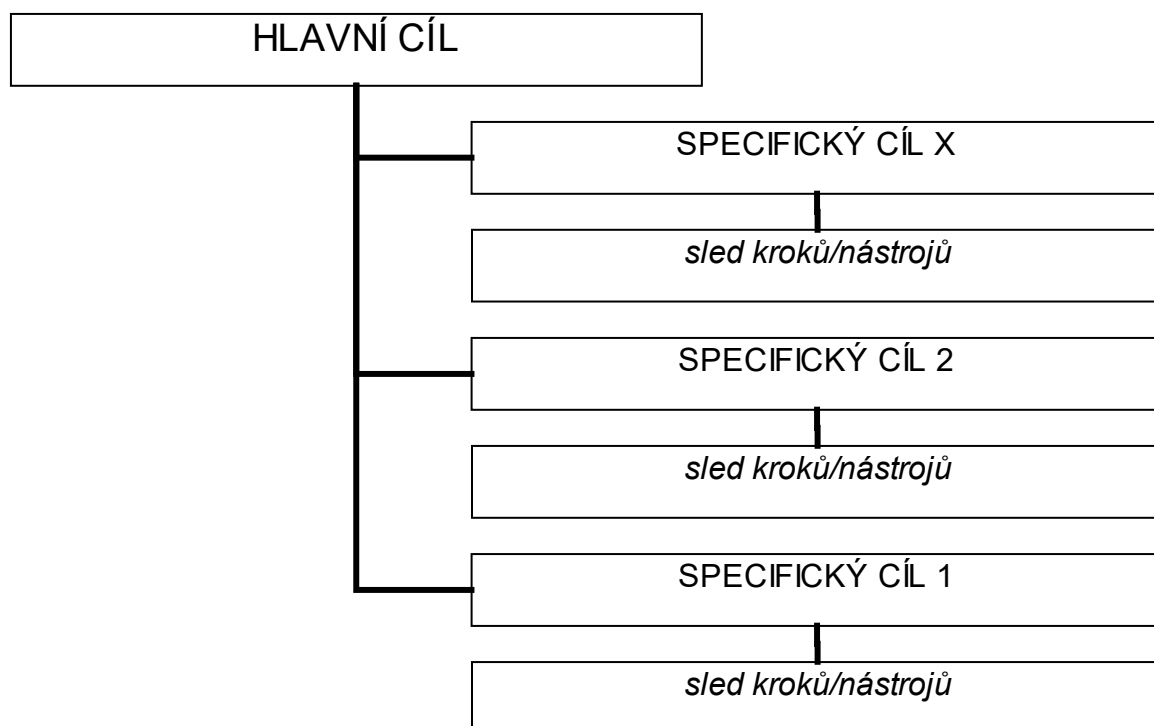 HLAVNÍ CÍL
SPECIFICKÝ CÍL X
sled kroků/nástrojů
SPECIFICKÝ CÍL 2
sled kroků/nástrojů
SPECIFICKÝ CÍL 1
sled kroků/nástrojů